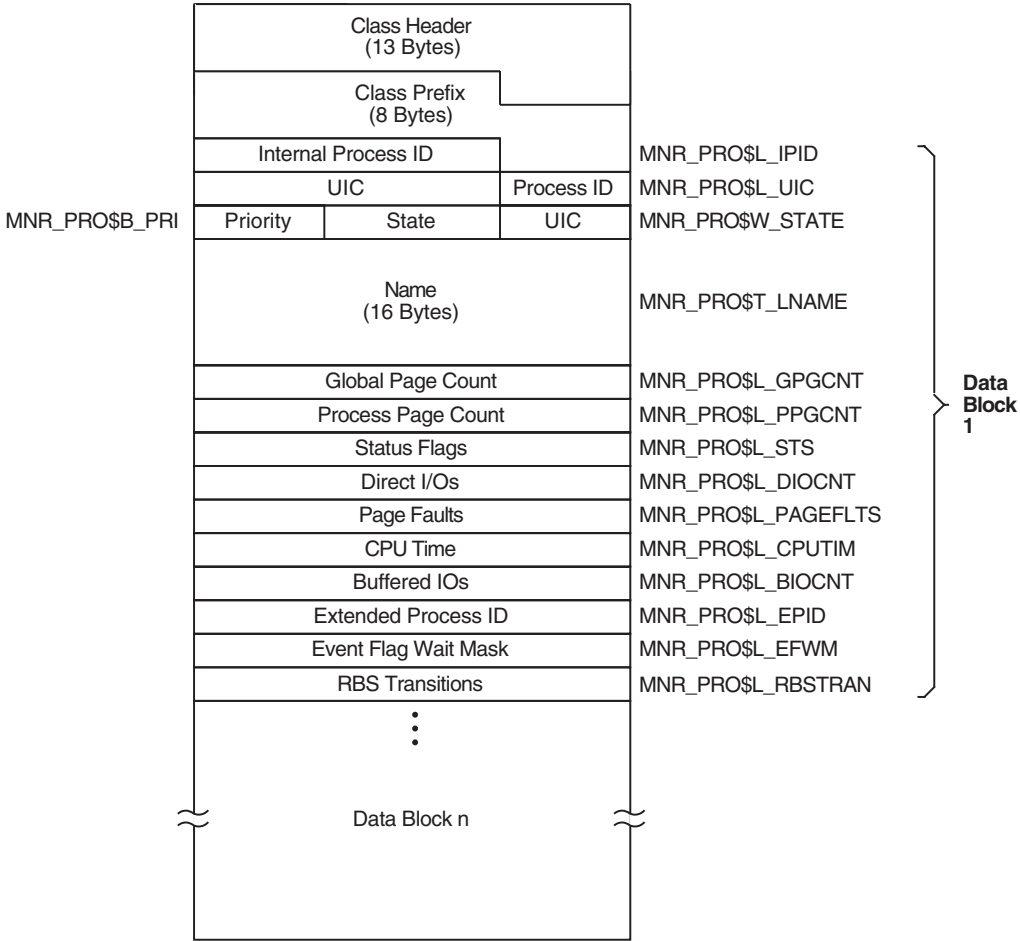 Class Header
(13 Bytes)
Class Prefix
(8 Bytes)
Internal Process ID MNR_PRO$L_IPID
UIC Process ID MNR_PRO$L_UIC
MNR_PRO$B_PRI Priority State UIC MNR_PRO$W_STATE
Name
(16 Bytes)
MNR_PRO$T_LNAME
Global Page Count MNR_PRO$L_GPGCNT
Process Page Count MNR_PRO$L_PPGCNT
Status Flags MNR_PRO$L_STS
Direct I/Os MNR_PRO$L_DIOCNT
Page Faults MNR_PRO$L_PAGEFLTS
CPU Time MNR_PRO$L_CPUTIM
Buffered IOs MNR_PRO$L_BIOCNT
Extended Process ID MNR_PRO$L_EPID
Event Flag Wait Mask MNR_PRO$L_EFWM
RBS Transitions MNR_PRO$L_RBSTRAN
Data
Block
1
Data Block n